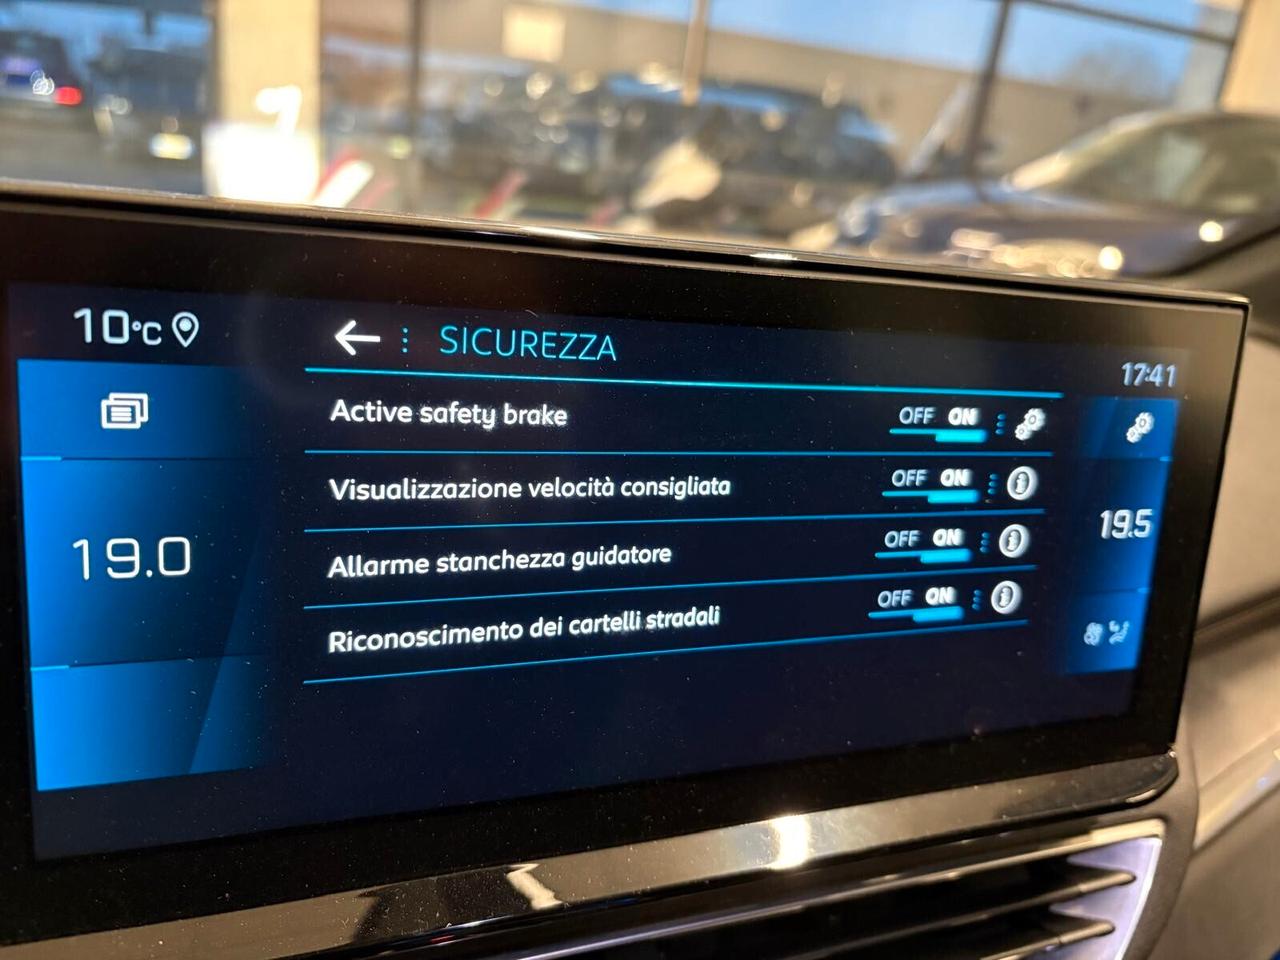 10°C
SICUREZZA
17:41
Active safety brake
OFF ON
Visualizzazione velocità consigliata
OFF ON
19.0
19.5
Allarme stanchezza guidatore
OFF ON
Riconoscimento dei cartelli stradali
OFF ON